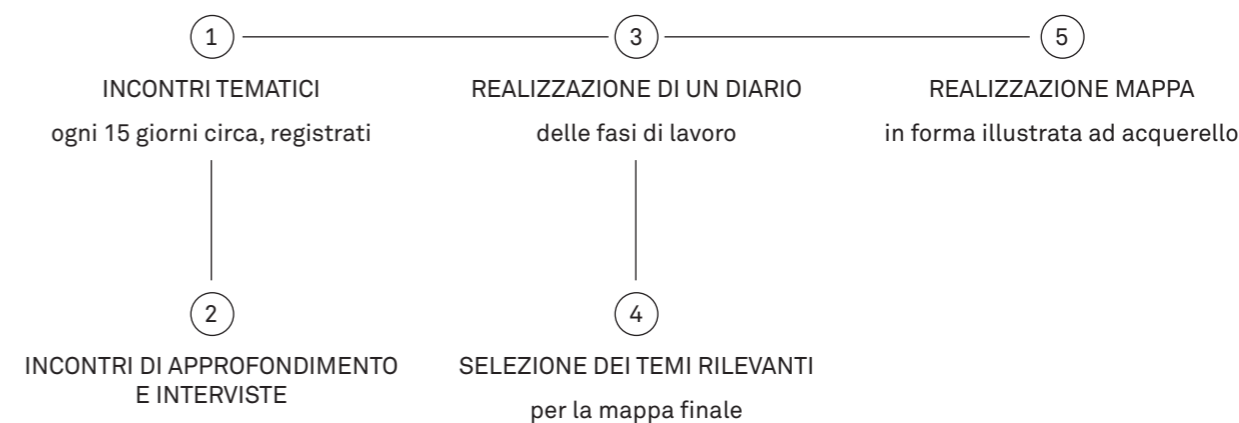 1
INCONTRI TEMATICI
ogni 15 giorni circa, registrati
2
INCONTRI DI APPROFONDIMENTO
E INTERVISTE
3
REALIZZAZIONE DI UN DIARIO
delle fasi di lavoro
4
SELEZIONE DEI TEMI RILEVANTI
per la mappa finale
5
REALIZZAZIONE MAPPA
in forma illustrata ad acquerello